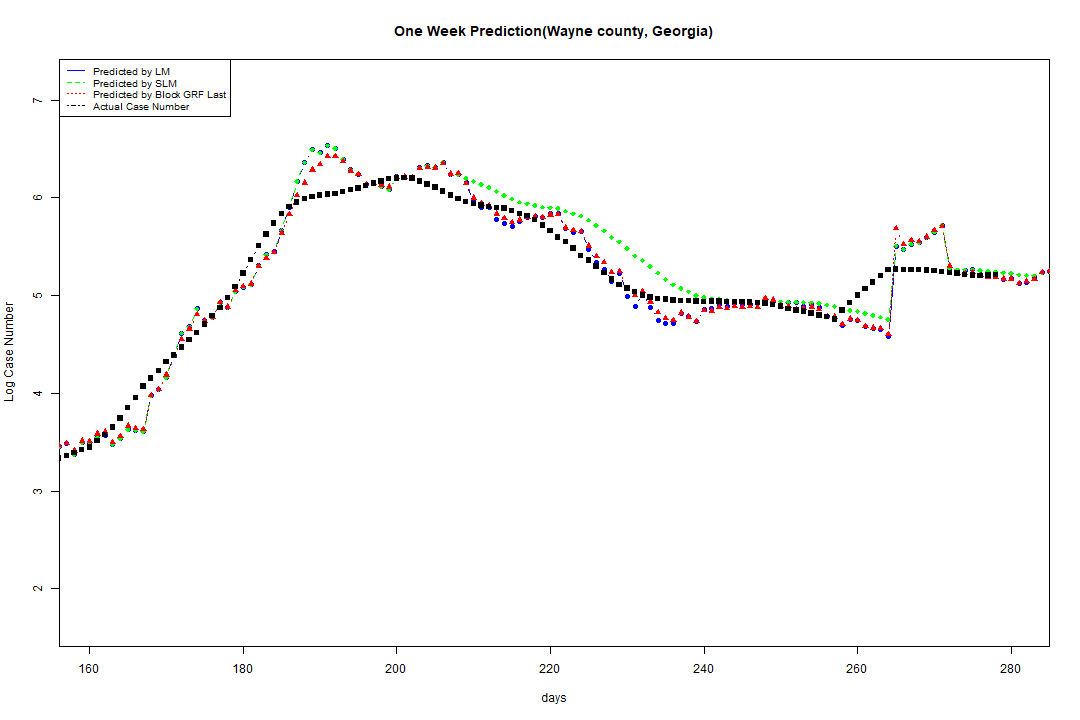 One Week Prediction(Wayne county, Georgia)
Predicted by LM
Predicted by SLM
Predicted by Block GRF Last
Actual Case Number
7
6
5
4
3
2
Log Case Number
160 180 200 220 240 260 280
days